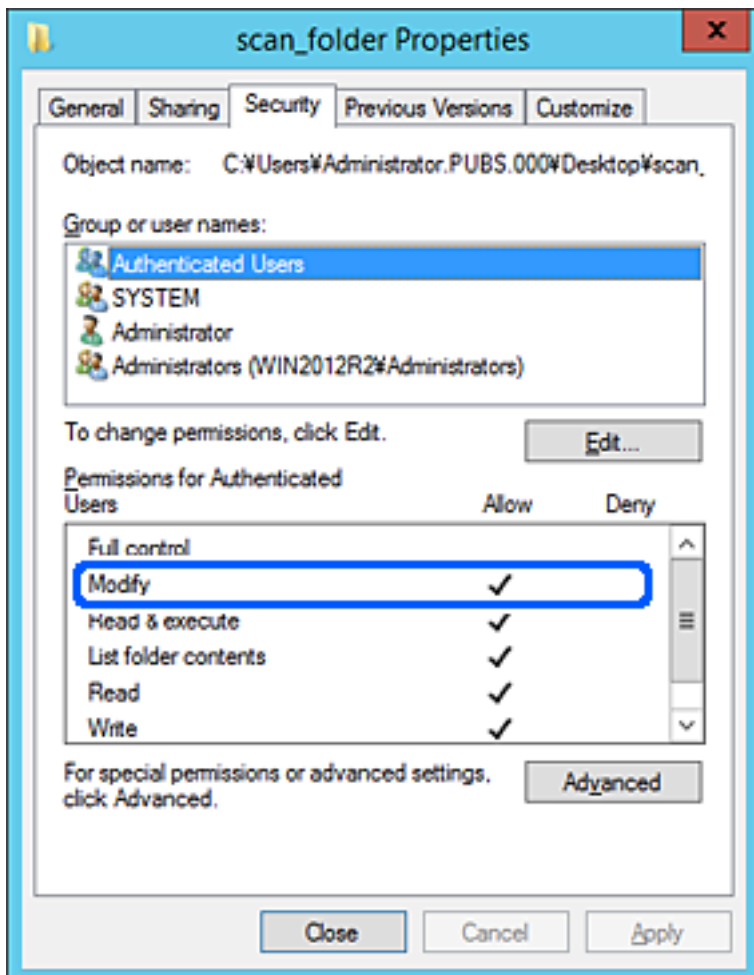 scan_folder Properties
x
General Sharing Security Previous Versions Customize
Object name: C:¥Users¥Administrator.PUBS.000¥Desktop¥scan_
Group or user names:
Authenticated Users
SYSTEM
Administrator
Administrators (WIN2012R2¥Administrators)
To change permissions, click Edit.
Edit...
Permissions for Authenticated
Users Allow Deny
Full control
Modify
Read & execute
List folder contents
Read
Write
For special permissions or advanced settings,
click Advanced.
Advanced
Close Cancel Apply